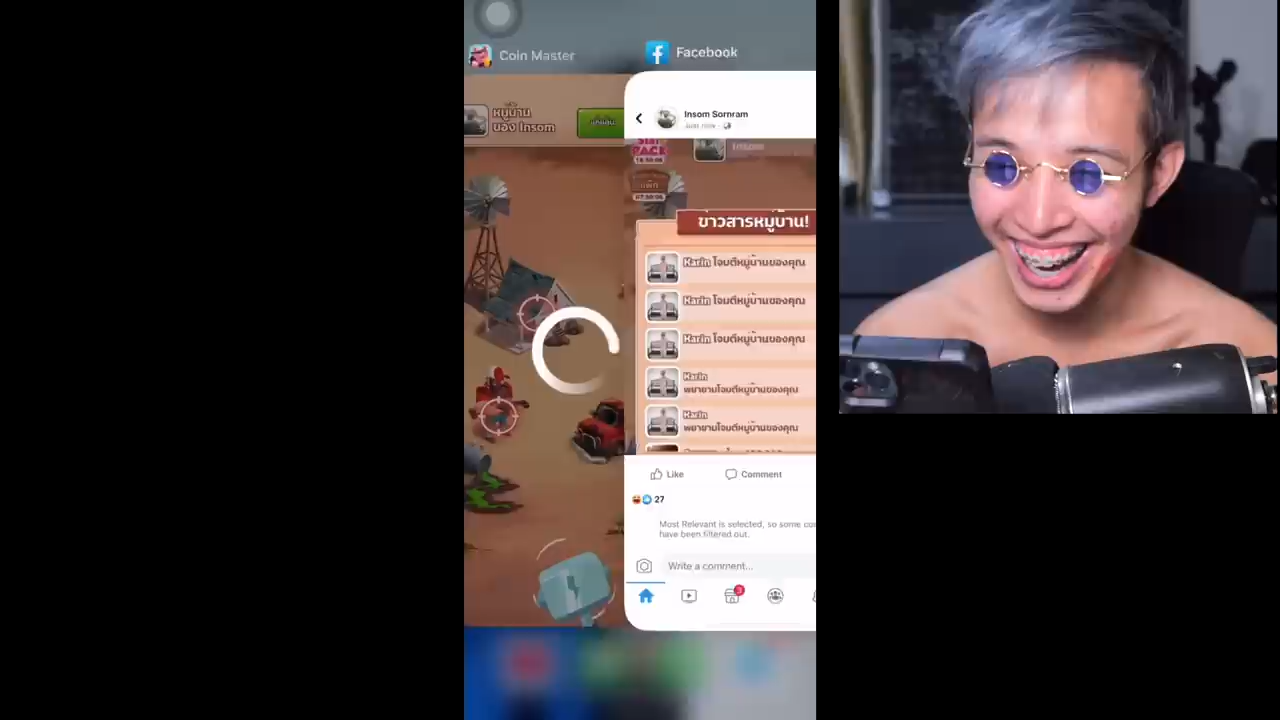 Coin Master
Facebook
หมู่บ้าน
ของ Insom
Insom Sornram
Just now
PACK
Insom
ข่าวสารหมู่บ้าน!
Karin โจมตีหมู่บ้านของคุณ
Karin โจมตีหมู่บ้านของคุณ
Karin โจมตีหมู่บ้านของคุณ
Karin
พยายามโจมตีหมู่บ้านของคุณ
Karin
พยายามโจมตีหมู่บ้านของคุณ
Like
Comment
27
Most Relevant is selected, so some co
have been filtered out.
Write a comment...
3